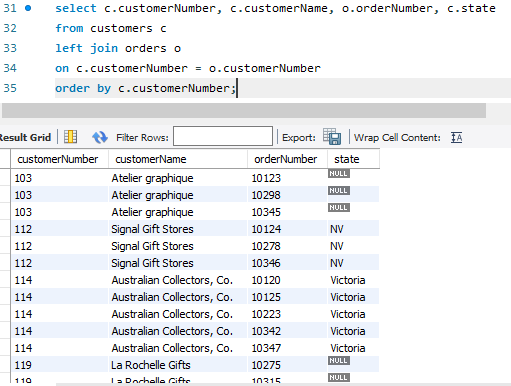 31 select c.customerNumber, c.customerName, o.orderNumber, c.state
32 from customers c
33 left join orders o
34 on c.customerNumber = o.customerNumber
35 order by c.customerNumber;
Result Grid Filter Rows: Export: Wrap Cell Content: IA
customerNumber customerName orderNumber state
103 Atelier graphique 10123 NULL
103 Atelier graphique 10298 NULL
103 Atelier graphique 10345 NULL
112 Signal Gift Stores 10124 NV
112 Signal Gift Stores 10278 NV
112 Signal Gift Stores 10346 NV
114 Australian Collectors, Co. 10120 Victoria
114 Australian Collectors, Co. 10125 Victoria
114 Australian Collectors, Co. 10223 Victoria
114 Australian Collectors, Co. 10342 Victoria
114 Australian Collectors, Co. 10347 Victoria
119 La Rochelle Gifts 10275 NULL
119 La Rochelle Gifts 10315 NULL